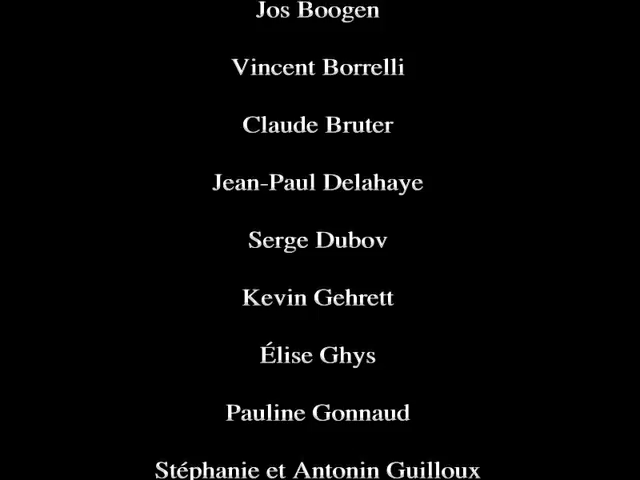 Jos Boogen
Vincent Borrelli
Claude Bruter
Jean-Paul Delahaye
Serge Dubov
Kevin Gehrett
Élise Ghys
Pauline Gonnaud
Stéphanie et Antonin Guilloux